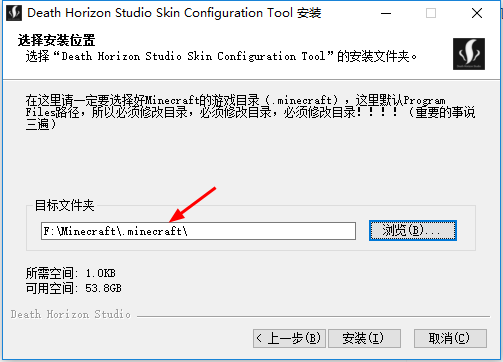 Death Horizon Studio Skin Configuration Tool 安装
选择安装位置
选择“Death Horizon Studio Skin Configuration Tool”的安装文件夹。
在这里请一定要选择好Minecraft的游戏目录（.minecraft），这里默认Program
Files路径，所以必须修改目录，必须修改目录，必须修改目录！！！！（重要的事说
三遍）
目标文件夹
F:\Minecraft\.minecraft\
浏览(B)...
所需空间: 1.0KB
可用空间: 53.8GB
Death Horizon Studio
< 上一步(B)
安装(I)
取消(C)